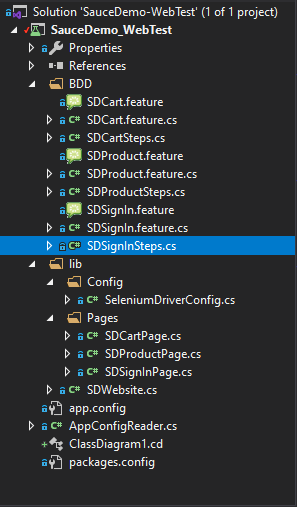 Solution 'SauceDemo-WebTest' (1 of 1 project)
SauceDemo_WebTest
Properties
References
BDD
SDCart.feature
SDCart.feature.cs
SDCartSteps.cs
SDProduct.feature
SDProduct.feature.cs
SDProductSteps.cs
SDSignIn.feature
SDSignIn.feature.cs
SDSignInSteps.cs
lib
Config
SeleniumDriverConfig.cs
Pages
SDCartPage.cs
SDProductPage.cs
SDSignInPage.cs
SDWebsite.cs
app.config
AppConfigReader.cs
ClassDiagram1.cd
packages.config